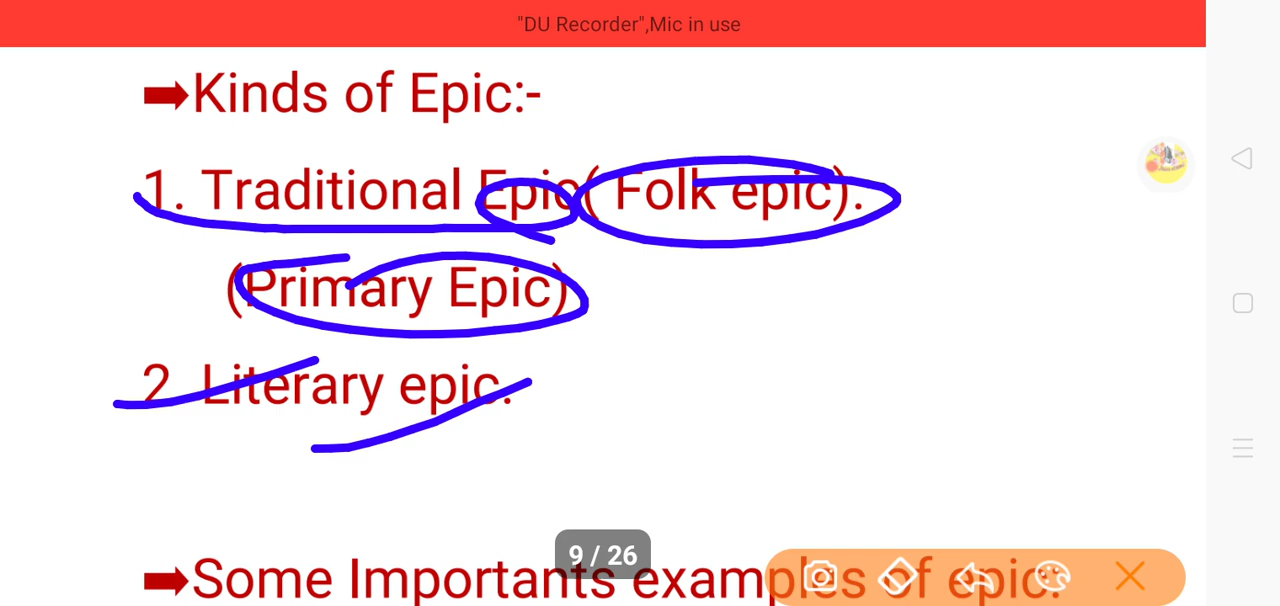 "DU Recorder",Mic in use
➡Kinds of Epic:-
1. Traditional Epic( Folk epic).
(Primary Epic)
2. Literary epic.
9 / 26
➡Some Importants examples of epic: